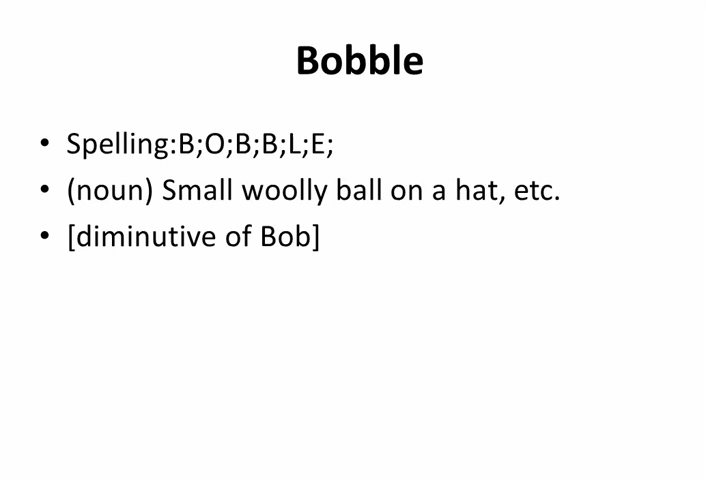 Bobble
• Spelling:B;O;B;B;L;E;
• (noun) Small woolly ball on a hat, etc.
• [diminutive of Bob]